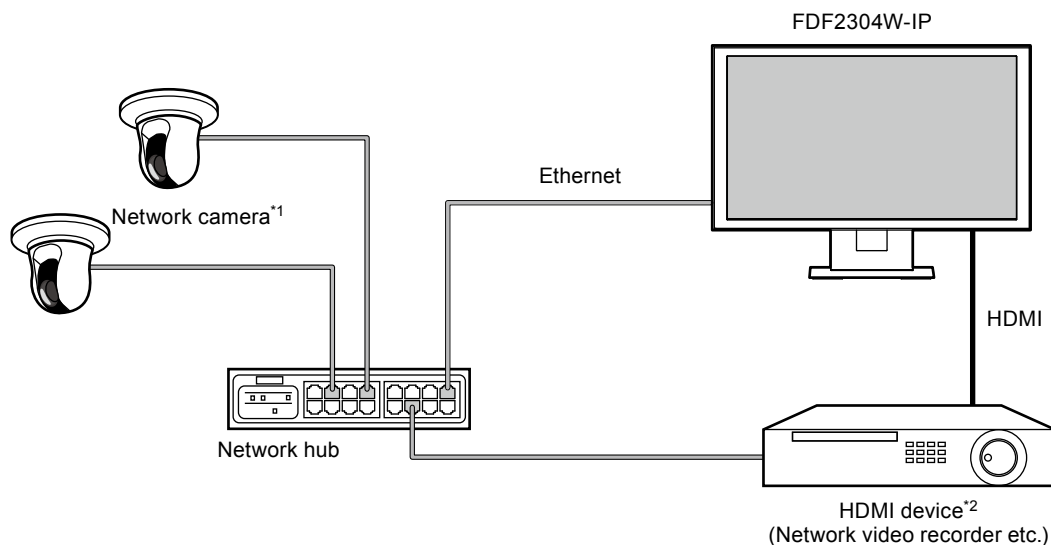 FDF2304W-IP
Ethernet
Network camera*1
HDMI
Network hub
HDMI device*2
(Network video recorder etc.)